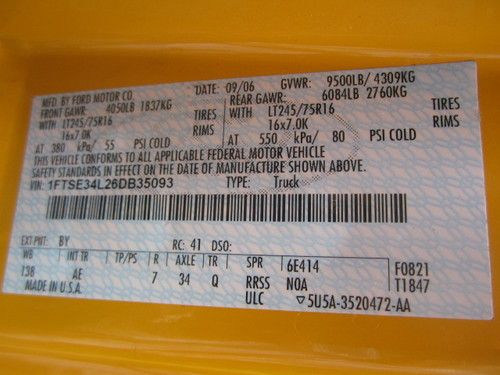 MFD. BY FORD MOTOR CO. DATE: 09/06 GVWR: 9500LB/ 4309KG
FRONT GAWR: 4050LB 1837KG REAR GAWR: 6084LB 2760KG
WITH LT245/75R16 TIRES WITH LT245/75R16 TIRES
16x7.0K RIMS 16x7.0K RIMS
AT 380 kPa/ 55 PSI COLD AT 550 kPa/ 80 PSI COLD
THIS VEHICLE CONFORMS TO ALL APPLICABLE FEDERAL MOTOR VEHICLE
SAFETY STANDARDS IN EFFECT ON THE DATE OF MANUFACTURE SHOWN ABOVE.
VIN: 1FTSE34L26DB35093 TYPE: Truck
EXT PNT: BY RC: 41 DSO:
WB INT TR TP/PS R AXLE TR SPR 6E414 F0821
138 AE 7 34 Q RRSS NOA T1847
MADE IN U.S.A. ULC ▽5U5A-3520472-AA